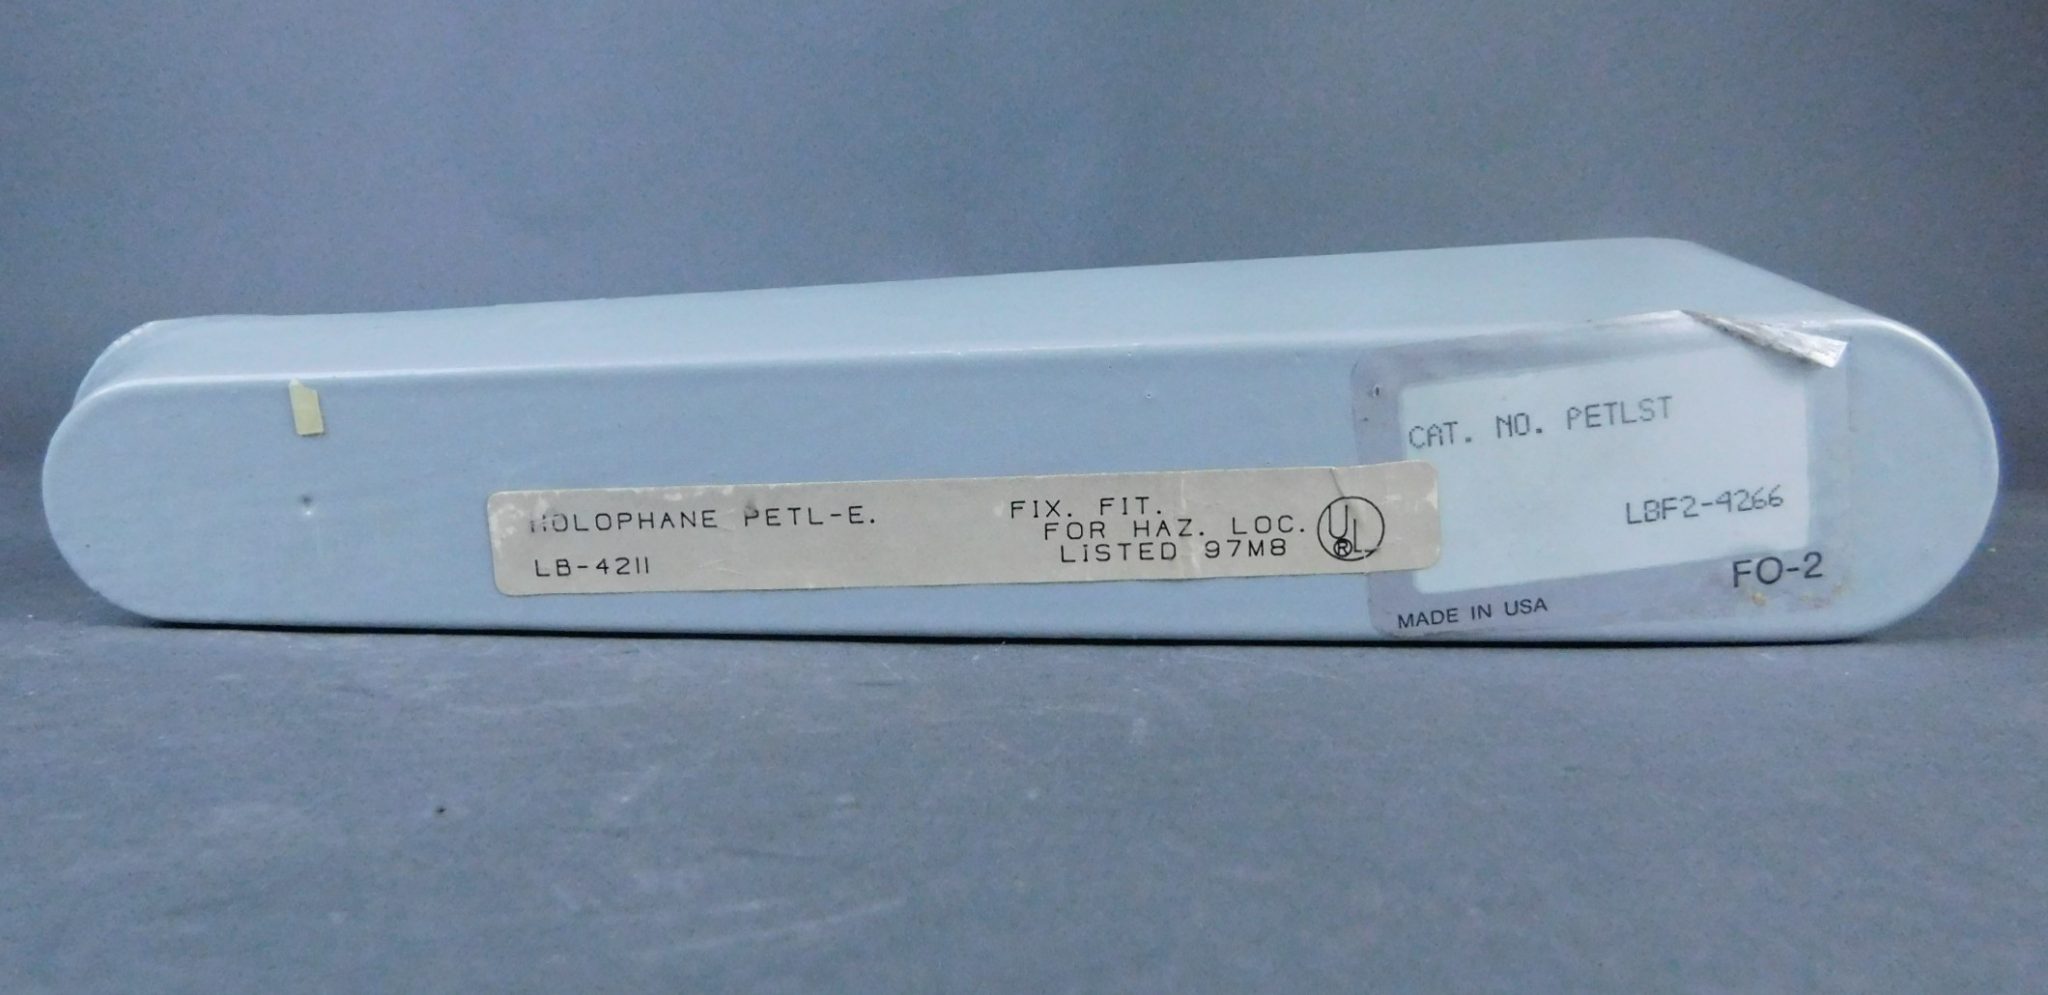 HOLOPHANE PETL-E.
LB-4211
FIX. FIT.
FOR HAZ. LOC.
LISTED 97M8
UL
®
CAT. NO. PETLST
LBF2-4266
FO-2
MADE IN USA